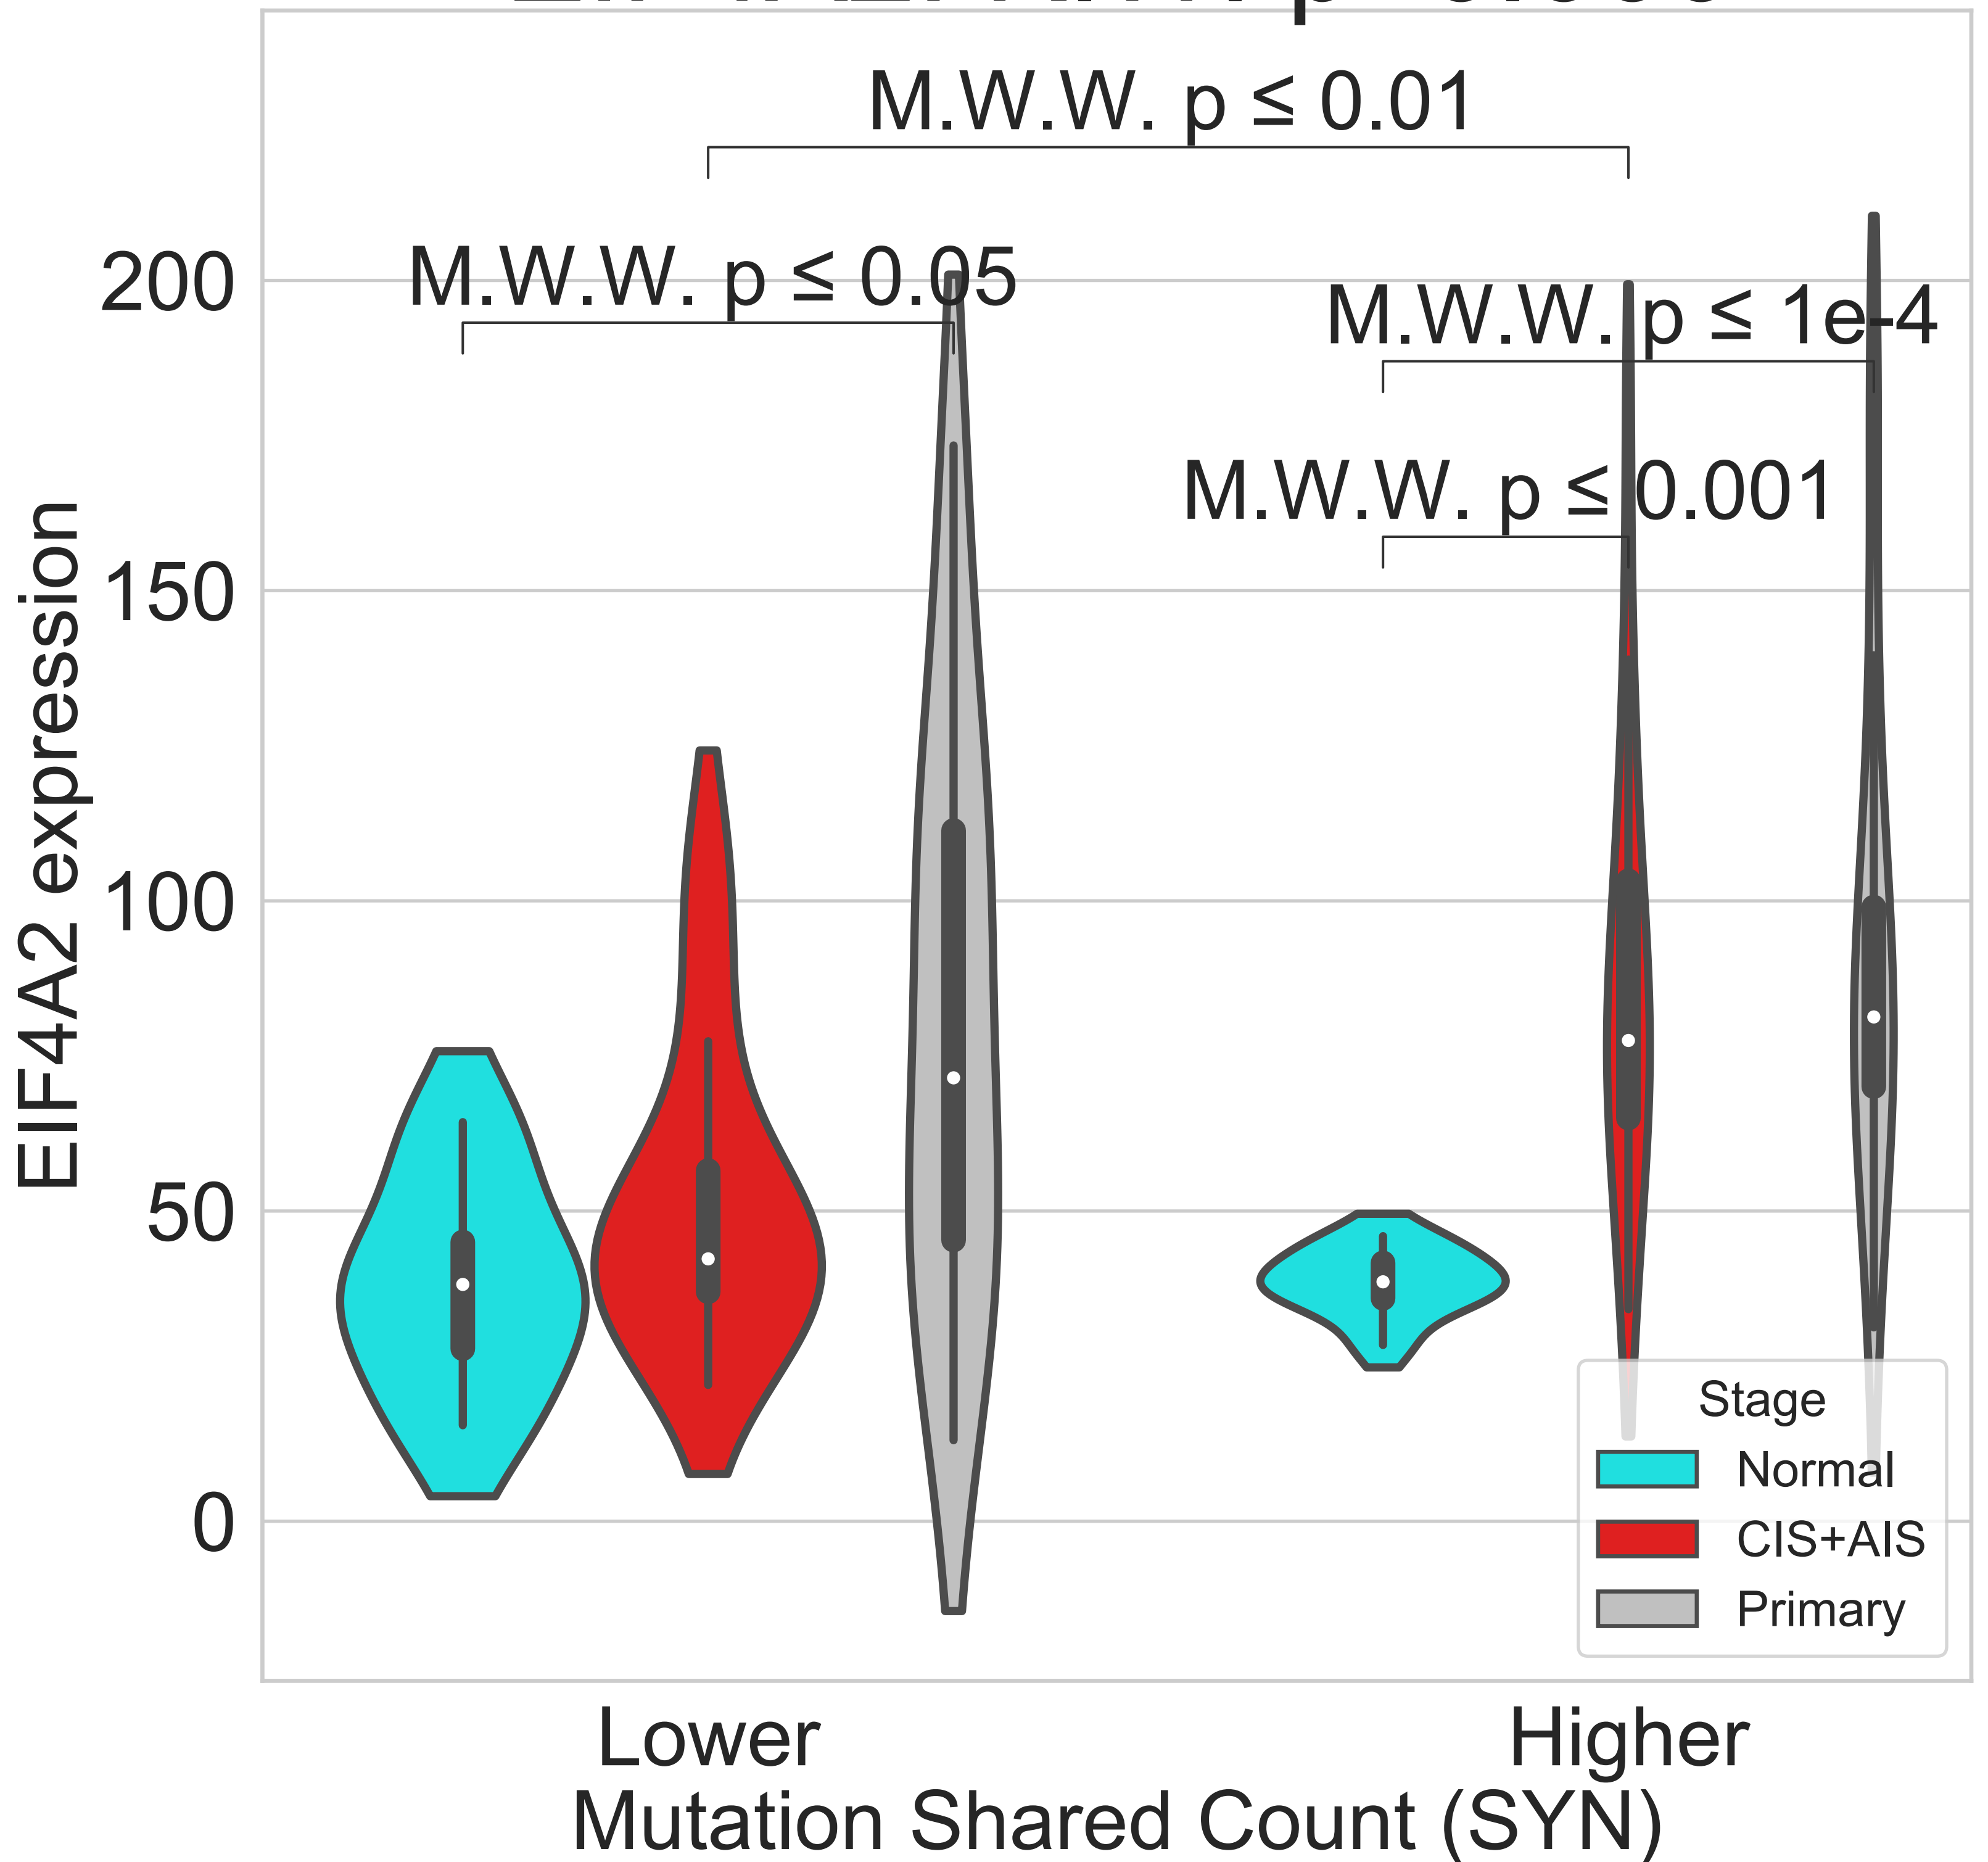 M.W.W. p ≤ 0.01
M.W.W. p ≤ 0.05
M.W.W. p ≤ 1e-4
M.W.W. p ≤ 0.001
EIF4A2 expression
200
150
100
50
0
Stage
Normal
CIS+AIS
Primary
Lower
Higher
Mutation Shared Count (SYN)